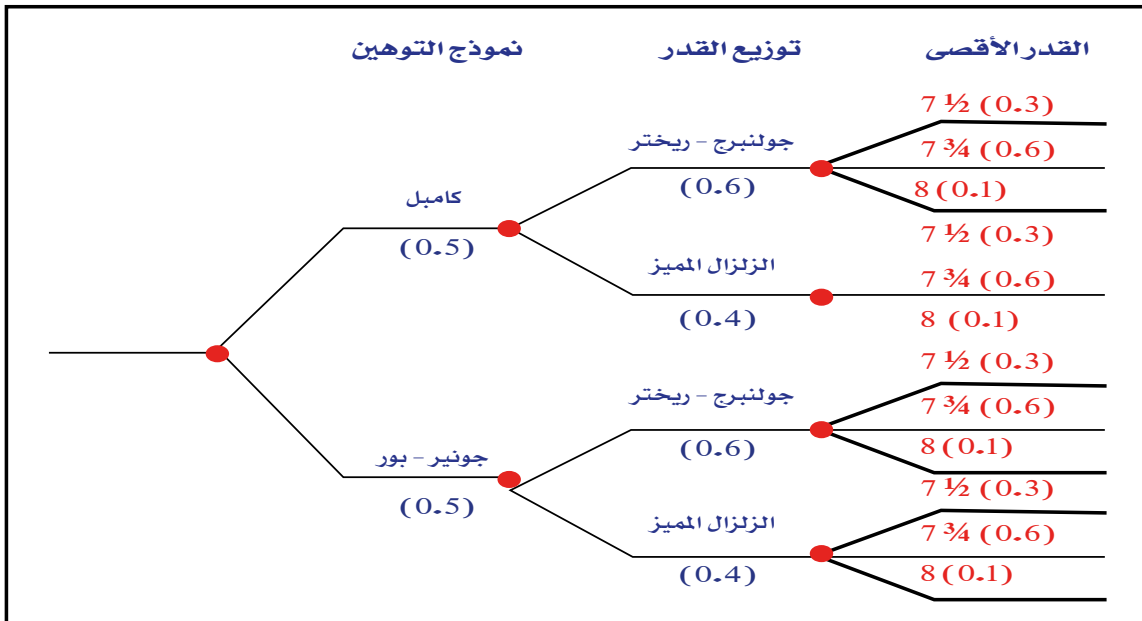 القدر الأقصى توزيع القدر نموذج التوهين
7 ½ (0.3)
جولنبرج - ريختر
7 ¾ (0.6)
(0.6)
8 (0.1)
كامبل
(0.5)
7 ½ (0.3)
الزلزال المميز
7 ¾ (0.6)
(0.4)
8 (0.1)
7 ½ (0.3)
جولنبرج - ريختر
7 ¾ (0.6)
(0.6)
8 (0.1)
جونير - بور
(0.5)
7 ½ (0.3)
الزلزال المميز
7 ¾ (0.6)
(0.4)
8 (0.1)